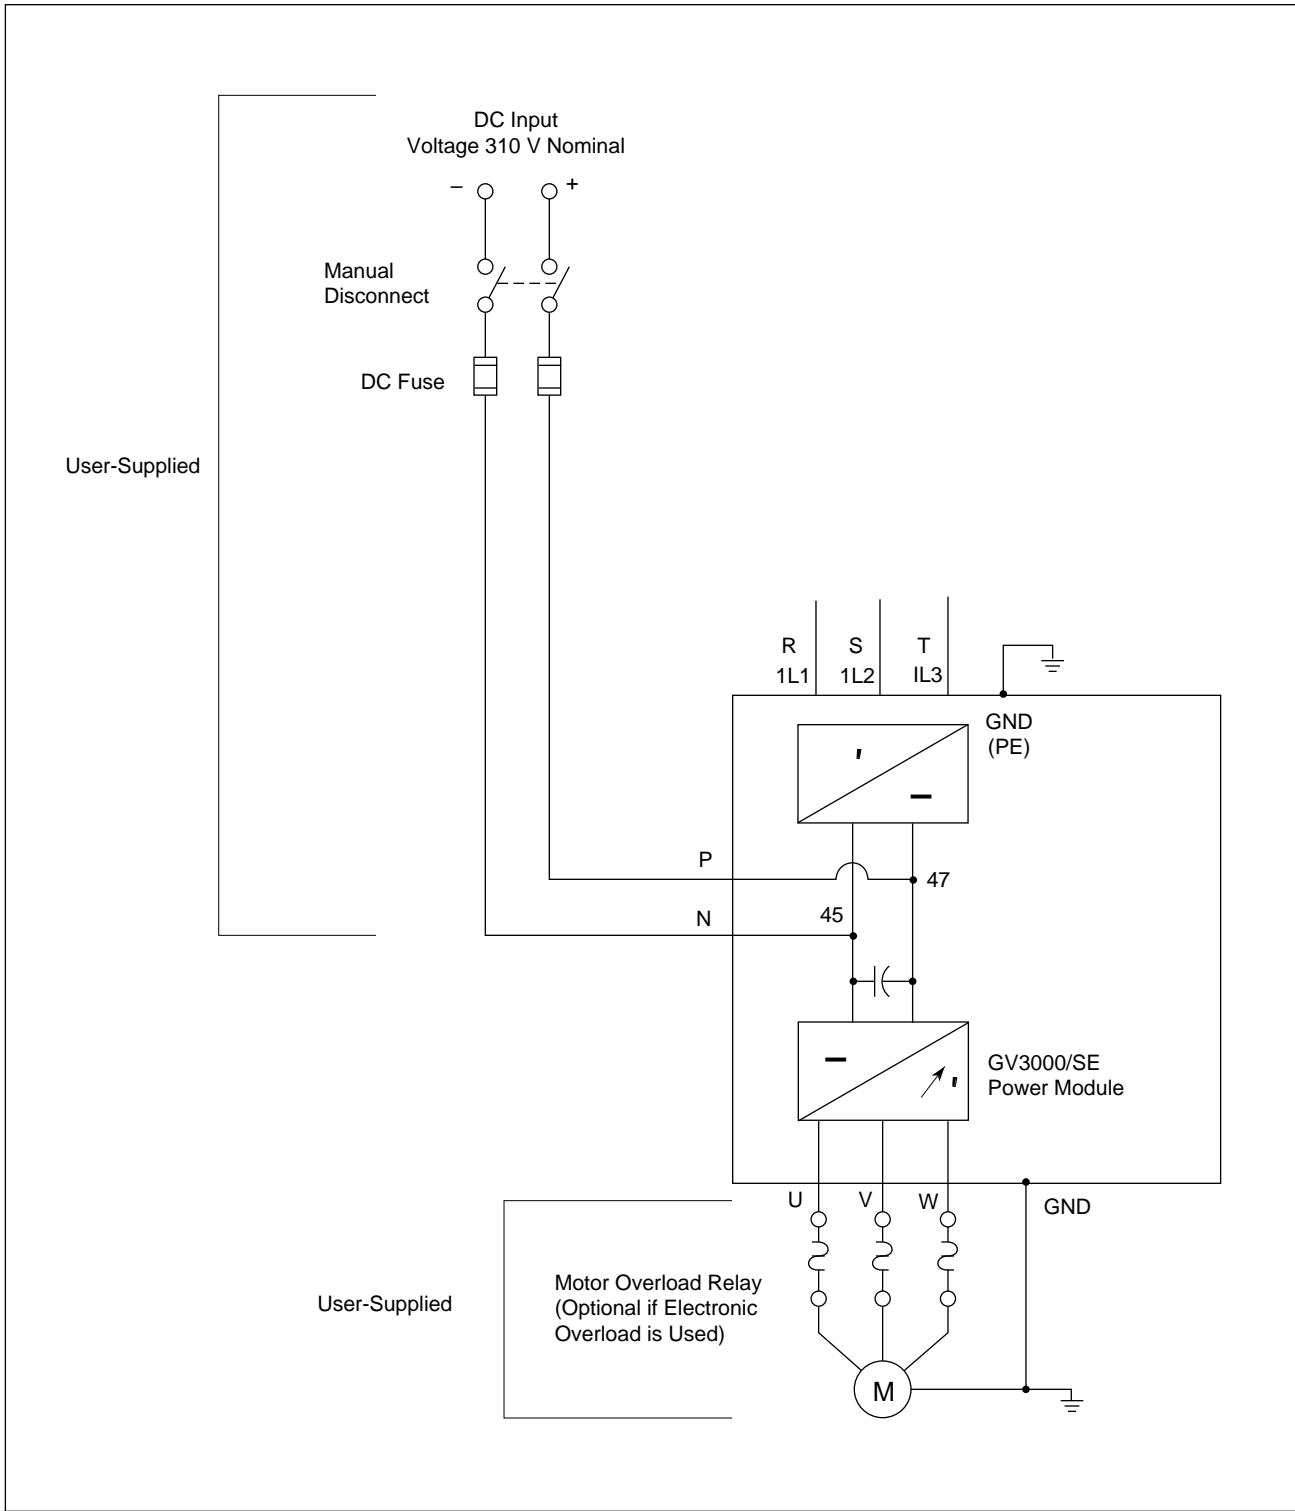 DC Input
Voltage 310 V Nominal
– +
Manual
Disconnect
DC Fuse
User-Supplied
R S T
1L1 1L2 IL3
GND
(PE)
P
47
N 45
GV3000/SE
Power Module
U V W
GND
Motor Overload Relay
(Optional if Electronic
Overload is Used)
User-Supplied
M